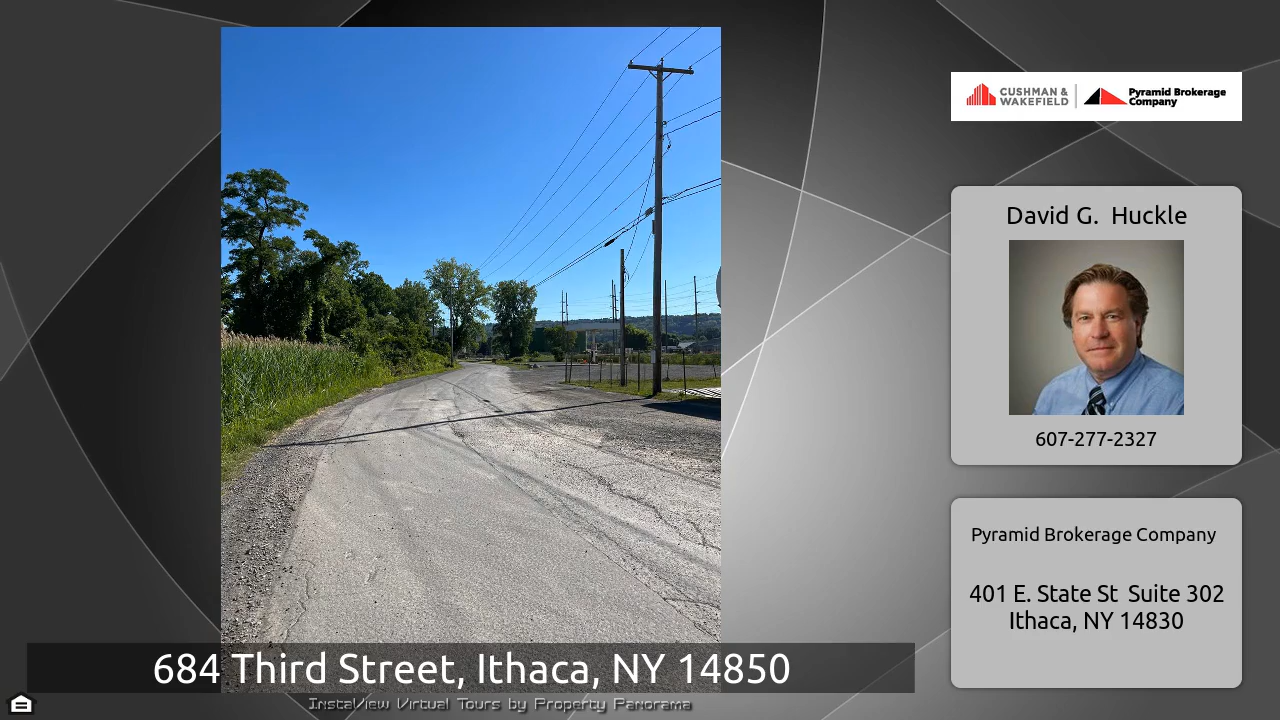 CUSHMAN &
WAKEFIELD
Pyramid Brokerage
Company
David G. Huckle
607-277-2327
Pyramid Brokerage Company
401 E. State St Suite 302
Ithaca, NY 14830
684 Third Street, Ithaca, NY 14850
InstaView Virtual Tours by Property Panorama